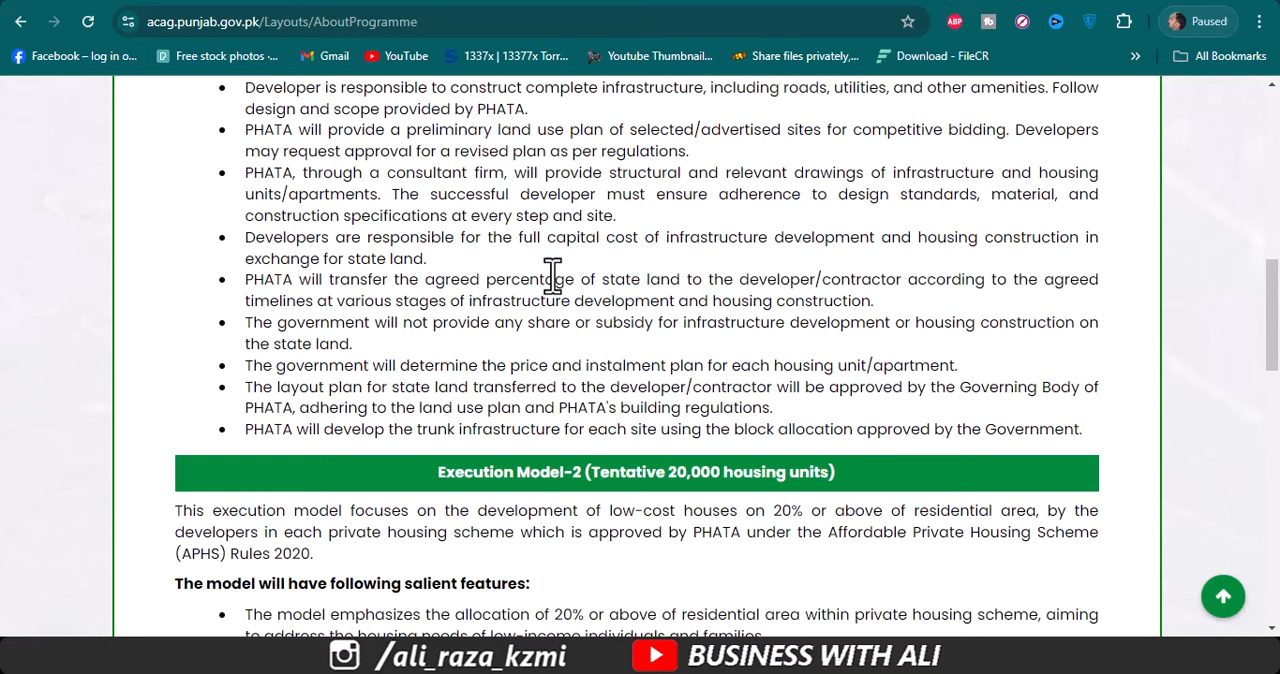 acag.punjab.gov.pk/Layouts/AboutProgramme
ABP
Paused
Facebook – log in o...
Free stock photos -...
Gmail
YouTube
1337x | 13377x Torr...
Youtube Thumbnail...
Share files privately,...
Download - FileCR
»
All Bookmarks
• Developer is responsible to construct complete infrastructure, including roads, utilities, and other amenities. Follow
design and scope provided by PHATA.
• PHATA will provide a preliminary land use plan of selected/advertised sites for competitive bidding. Developers
may request approval for a revised plan as per regulations.
• PHATA, through a consultant firm, will provide structural and relevant drawings of infrastructure and housing
units/apartments. The successful developer must ensure adherence to design standards, material, and
construction specifications at every step and site.
• Developers are responsible for the full capital cost of infrastructure development and housing construction in
exchange for state land.
• PHATA will transfer the agreed percentage of state land to the developer/contractor according to the agreed
timelines at various stages of infrastructure development and housing construction.
• The government will not provide any share or subsidy for infrastructure development or housing construction on
the state land.
• The government will determine the price and instalment plan for each housing unit/apartment.
• The layout plan for state land transferred to the developer/contractor will be approved by the Governing Body of
PHATA, adhering to the land use plan and PHATA's building regulations.
• PHATA will develop the trunk infrastructure for each site using the block allocation approved by the Government.
Execution Model-2 (Tentative 20,000 housing units)
This execution model focuses on the development of low-cost houses on 20% or above of residential area, by the
developers in each private housing scheme which is approved by PHATA under the Affordable Private Housing Scheme
(APHS) Rules 2020.
The model will have following salient features:
• The model emphasizes the allocation of 20% or above of residential area within private housing scheme, aiming
to address the housing needs of low-income individuals and families.
/ali_raza_kzmi
BUSINESS WITH ALI